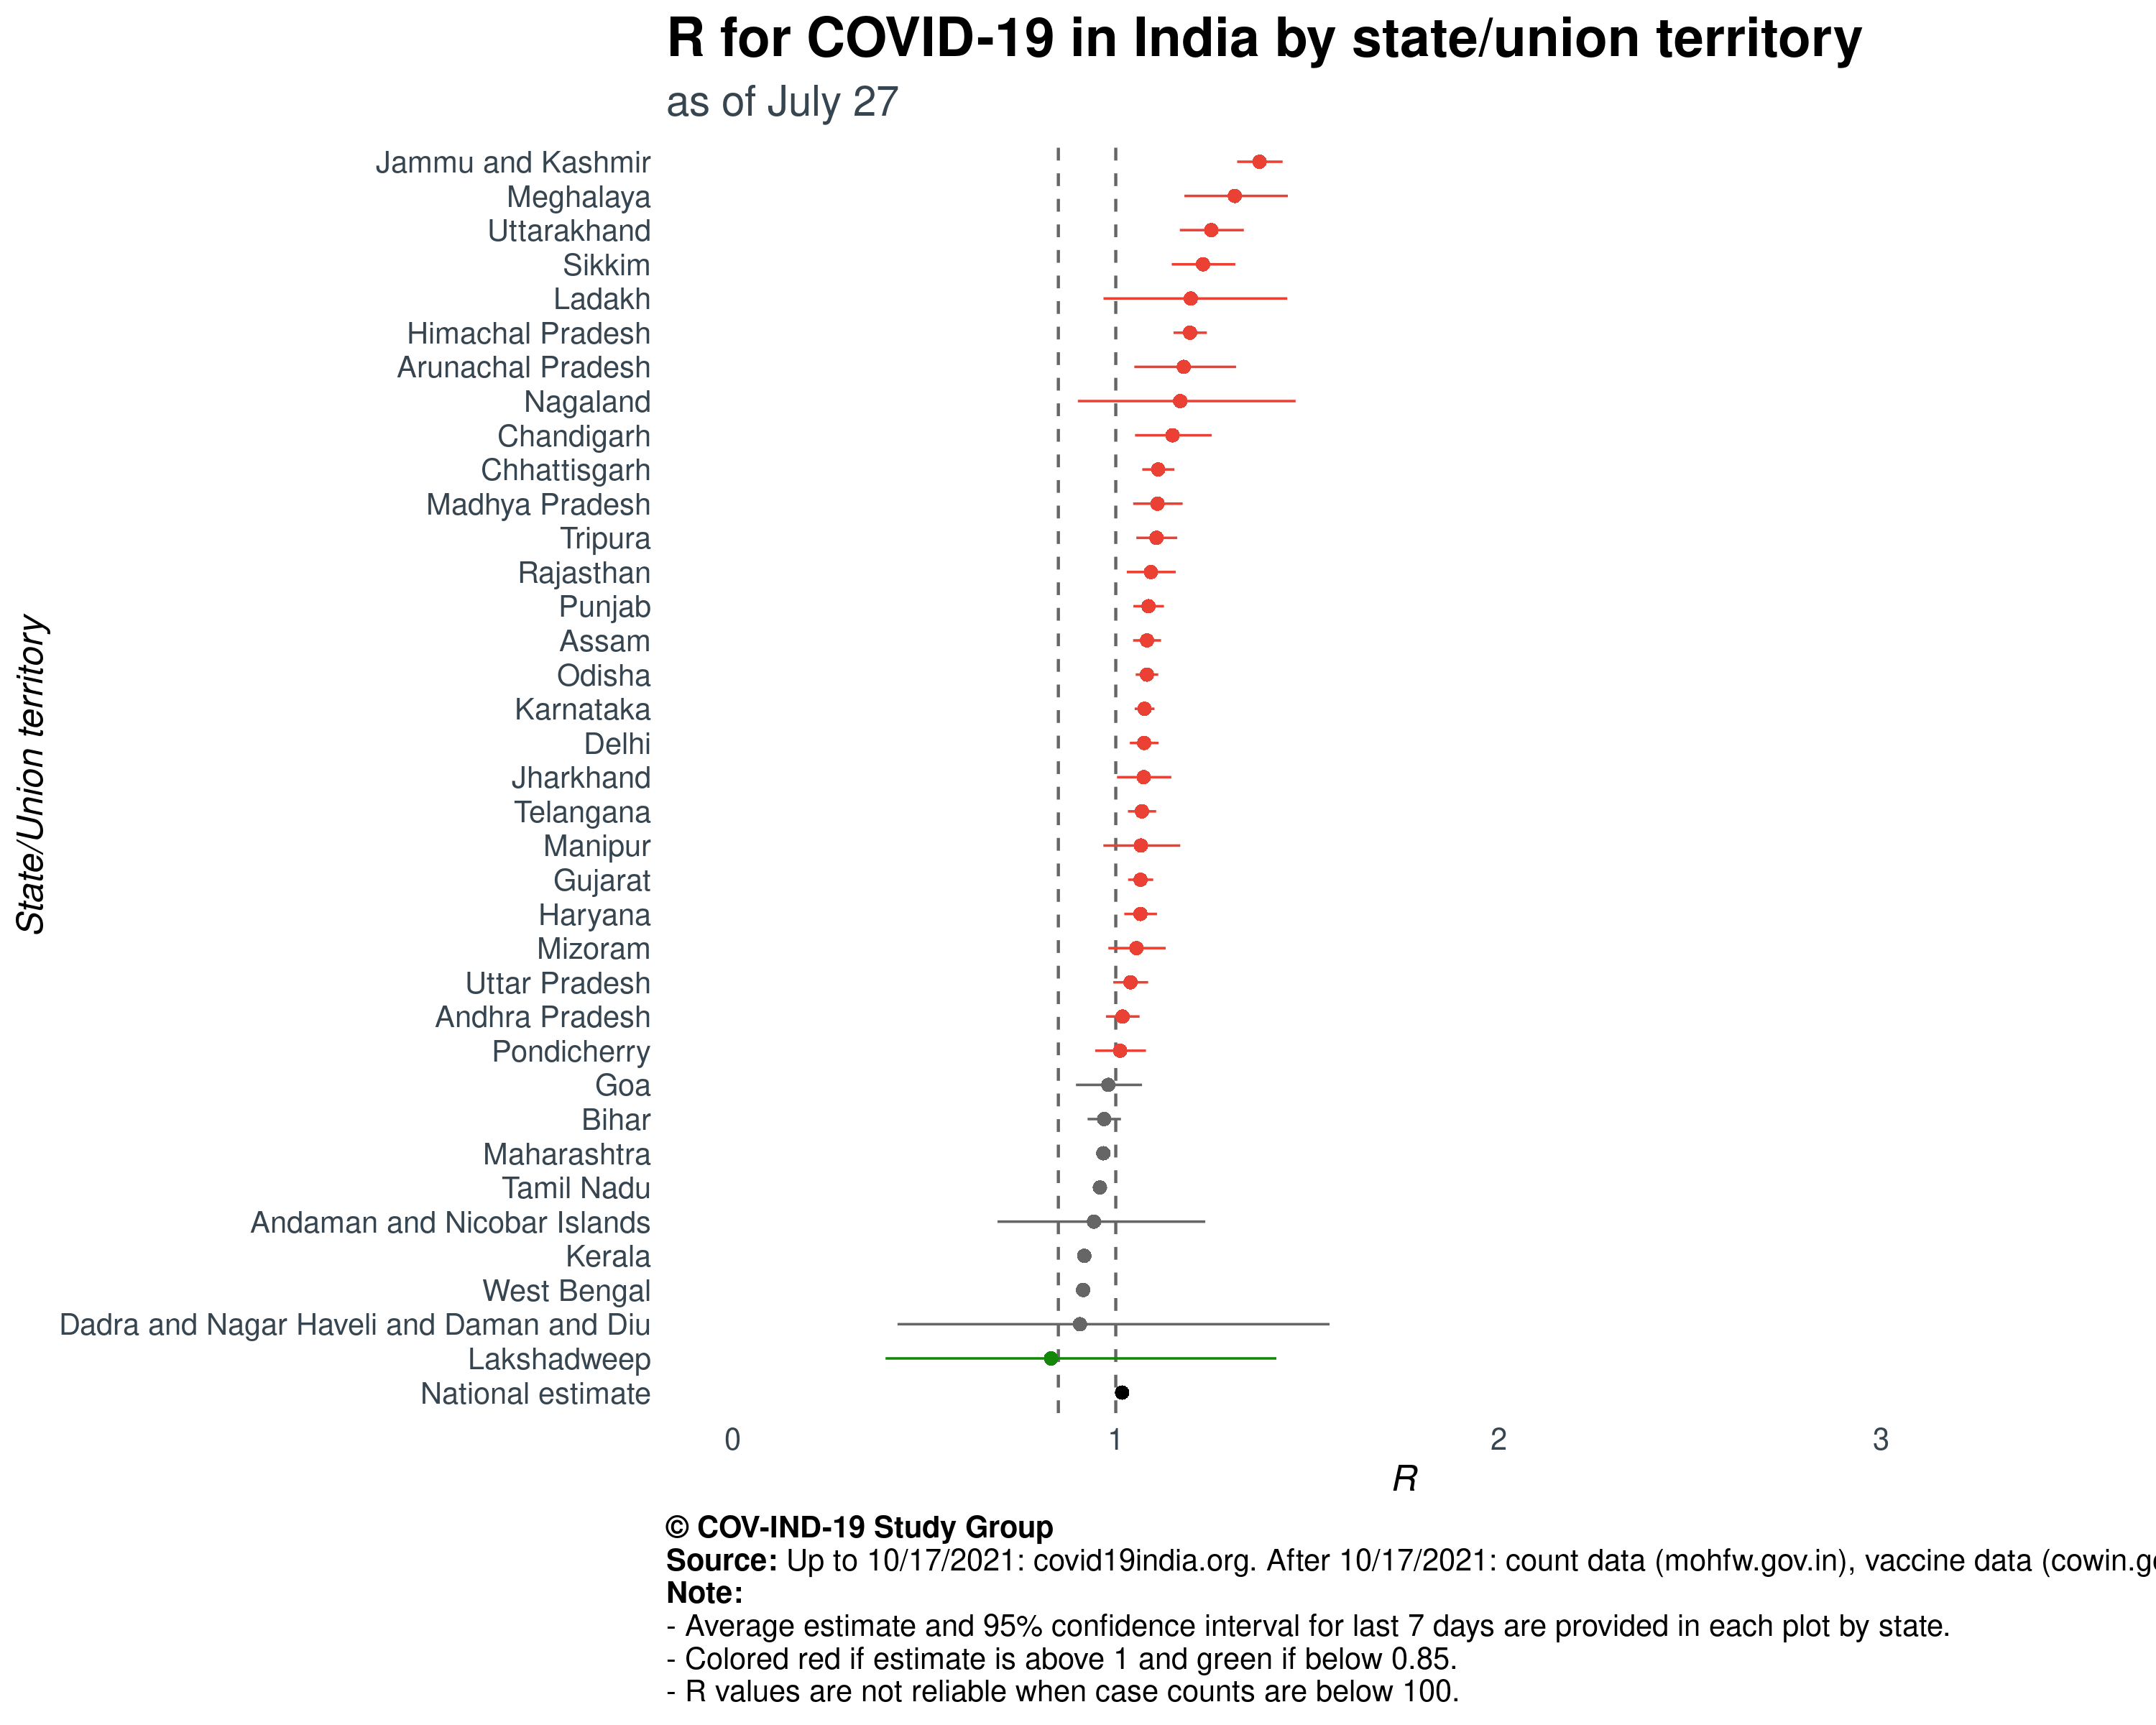 R for COVID-19 in India by state/union territory
as of July 27
State/Union territory
Jammu and Kashmir
Meghalaya
Uttarakhand
Sikkim
Ladakh
Himachal Pradesh
Arunachal Pradesh
Nagaland
Chandigarh
Chhattisgarh
Madhya Pradesh
Tripura
Rajasthan
Punjab
Assam
Odisha
Karnataka
Delhi
Jharkhand
Telangana
Manipur
Gujarat
Haryana
Mizoram
Uttar Pradesh
Andhra Pradesh
Pondicherry
Goa
Bihar
Maharashtra
Tamil Nadu
Andaman and Nicobar Islands
Kerala
West Bengal
Dadra and Nagar Haveli and Daman and Diu
Lakshadweep
National estimate
0 1 2 3
R
© COV-IND-19 Study Group
Source: Up to 10/17/2021: covid19india.org. After 10/17/2021: count data (mohfw.gov.in), vaccine data
Note:
- Average estimate and 95% confidence interval for last 7 days are provided in each plot by state.
- Colored red if estimate is above 1 and green if below 0.85.
- R values are not reliable when case counts are below 100.